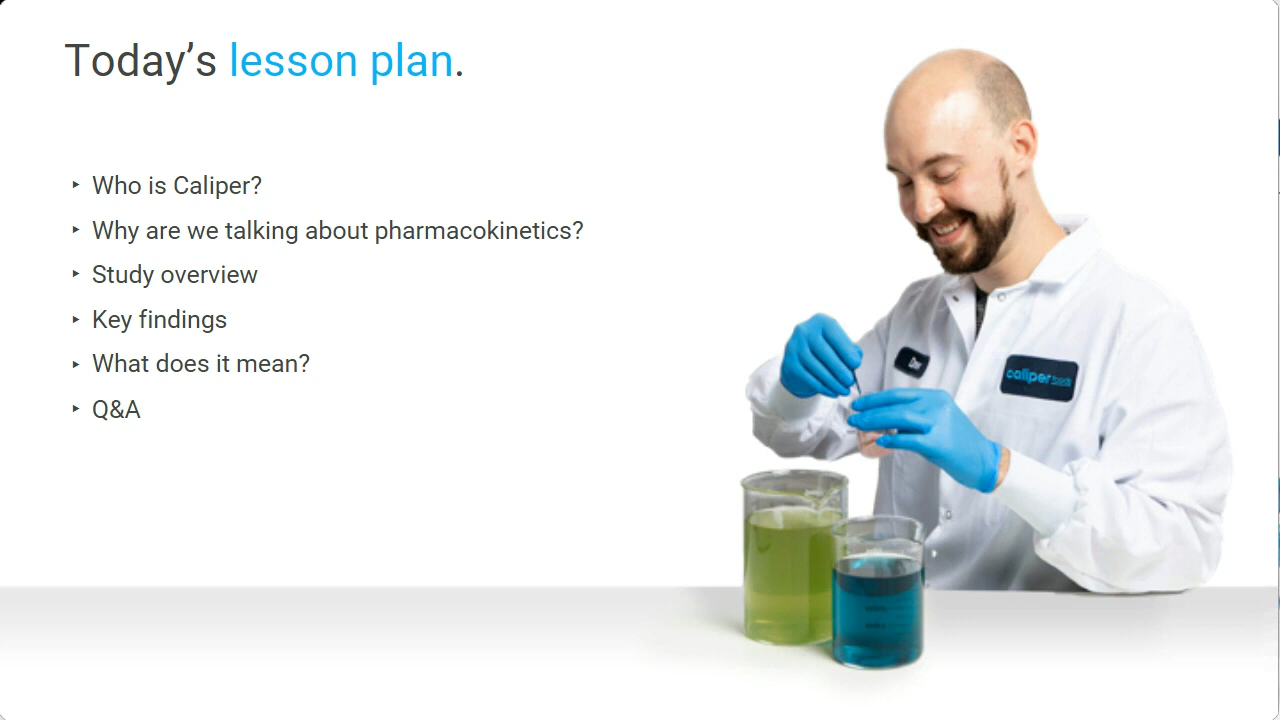 Today’s lesson plan.
‣ Who is Caliper?
‣ Why are we talking about pharmacokinetics?
‣ Study overview
‣ Key findings
‣ What does it mean?
‣ Q&A
caliper